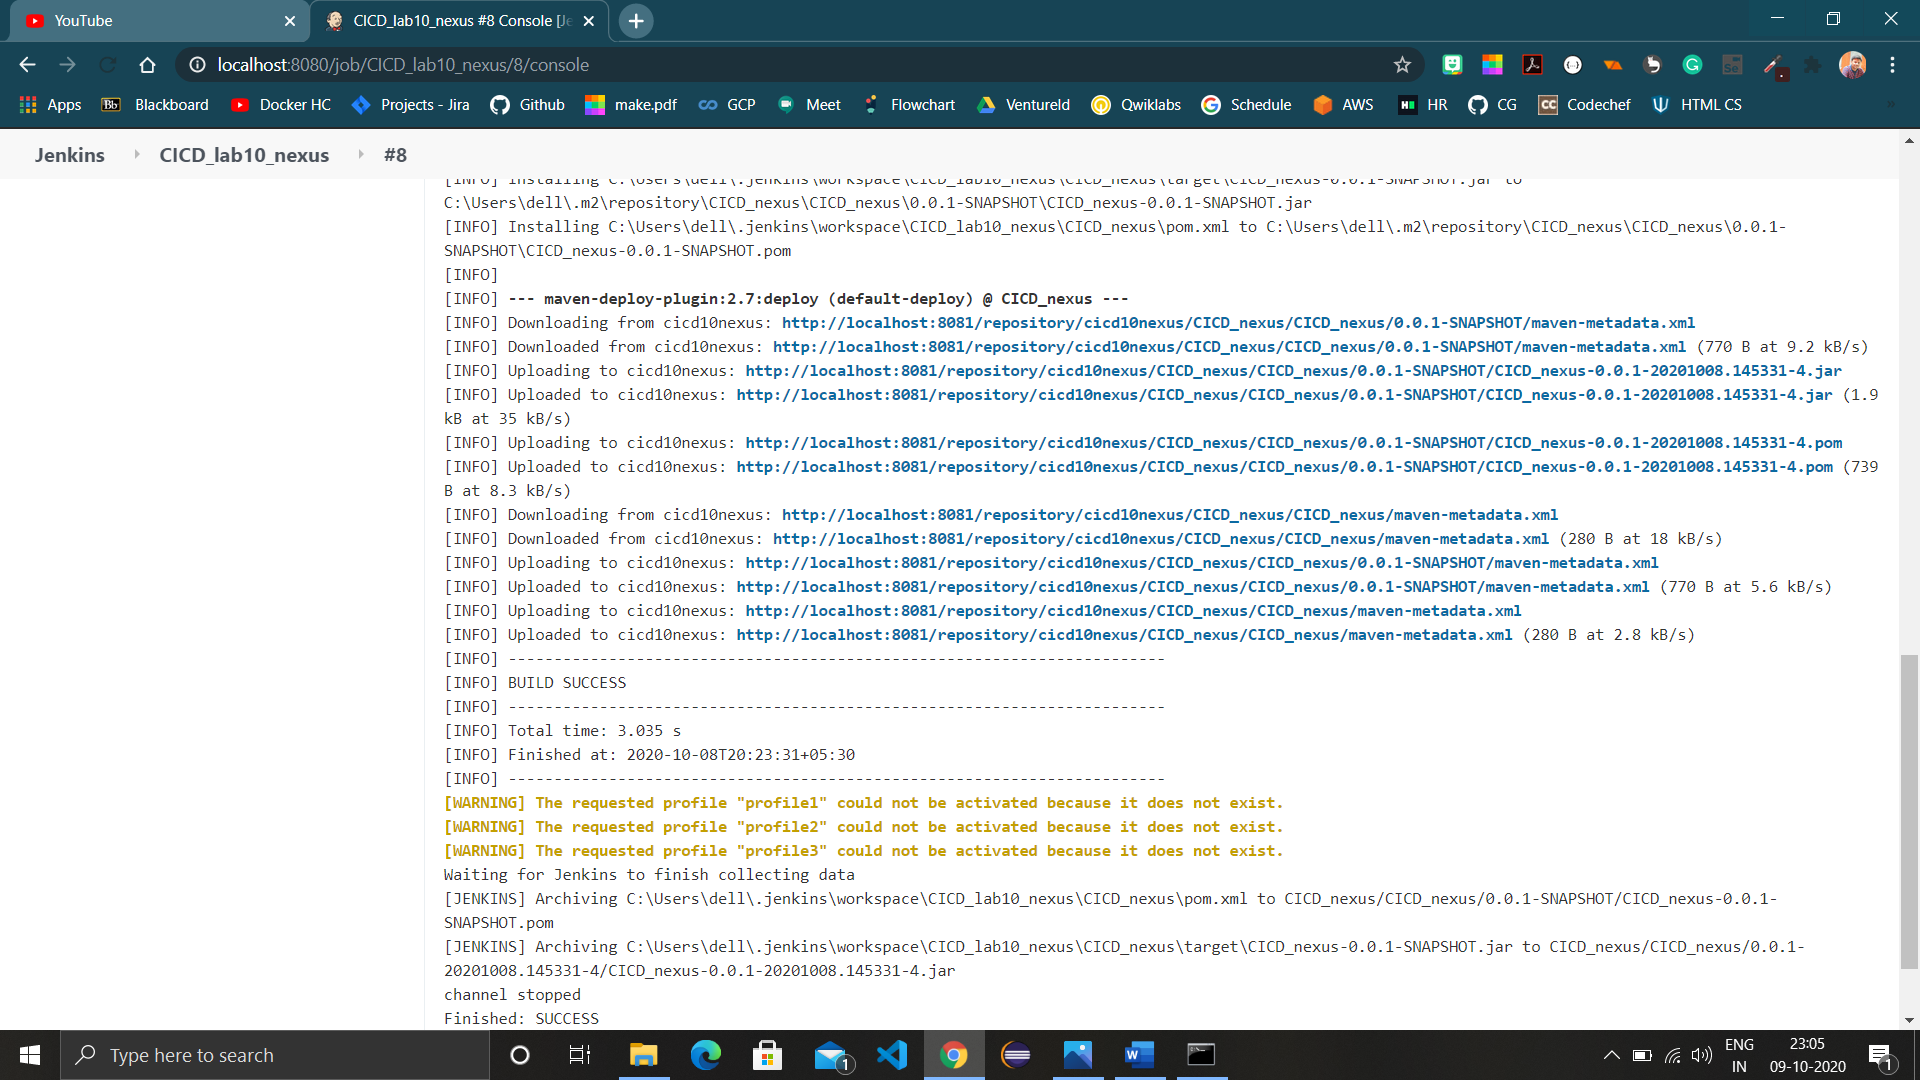 YouTube
CICD_lab10_nexus #8 Console [Je
localhost:8080/job/CICD_lab10_nexus/8/console
Apps Blackboard Docker HC Projects - Jira Github make.pdf GCP Meet Flowchart Ventureld Qwiklabs Schedule AWS HR CG Codechef HTML CS
Jenkins CICD_lab10_nexus #8
[INFO] Installing C:\Users\dell\.jenkins\workspace\CICD_lab10_nexus\CICD_nexus\target\CICD_nexus-0.0.1-SNAPSHOT.jar to
C:\Users\dell\.m2\repository\CICD_nexus\CICD_nexus\0.0.1-SNAPSHOT\CICD_nexus-0.0.1-SNAPSHOT.jar
[INFO] Installing C:\Users\dell\.jenkins\workspace\CICD_lab10_nexus\CICD_nexus\pom.xml to C:\Users\dell\.m2\repository\CICD_nexus\CICD_nexus\0.0.1-
SNAPSHOT\CICD_nexus-0.0.1-SNAPSHOT.pom
[INFO]
[INFO] --- maven-deploy-plugin:2.7:deploy (default-deploy) @ CICD_nexus ---
[INFO] Downloading from cicd10nexus: http://localhost:8081/repository/cicd10nexus/CICD_nexus/CICD_nexus/0.0.1-SNAPSHOT/maven-metadata.xml
[INFO] Downloaded from cicd10nexus: http://localhost:8081/repository/cicd10nexus/CICD_nexus/CICD_nexus/0.0.1-SNAPSHOT/maven-metadata.xml (770 B at 9.2 kB/s)
[INFO] Uploading to cicd10nexus: http://localhost:8081/repository/cicd10nexus/CICD_nexus/CICD_nexus/0.0.1-SNAPSHOT/CICD_nexus-0.0.1-20201008.145331-4.jar
[INFO] Uploaded to cicd10nexus: http://localhost:8081/repository/cicd10nexus/CICD_nexus/CICD_nexus/0.0.1-SNAPSHOT/CICD_nexus-0.0.1-20201008.145331-4.jar (1.9
kB at 35 kB/s)
[INFO] Uploading to cicd10nexus: http://localhost:8081/repository/cicd10nexus/CICD_nexus/CICD_nexus/0.0.1-SNAPSHOT/CICD_nexus-0.0.1-20201008.145331-4.pom
[INFO] Uploaded to cicd10nexus: http://localhost:8081/repository/cicd10nexus/CICD_nexus/CICD_nexus/0.0.1-SNAPSHOT/CICD_nexus-0.0.1-20201008.145331-4.pom (739
B at 8.3 kB/s)
[INFO] Downloading from cicd10nexus: http://localhost:8081/repository/cicd10nexus/CICD_nexus/CICD_nexus/maven-metadata.xml
[INFO] Downloaded from cicd10nexus: http://localhost:8081/repository/cicd10nexus/CICD_nexus/CICD_nexus/maven-metadata.xml (280 B at 18 kB/s)
[INFO] Uploading to cicd10nexus: http://localhost:8081/repository/cicd10nexus/CICD_nexus/CICD_nexus/0.0.1-SNAPSHOT/maven-metadata.xml
[INFO] Uploaded to cicd10nexus: http://localhost:8081/repository/cicd10nexus/CICD_nexus/CICD_nexus/0.0.1-SNAPSHOT/maven-metadata.xml (770 B at 5.6 kB/s)
[INFO] Uploading to cicd10nexus: http://localhost:8081/repository/cicd10nexus/CICD_nexus/CICD_nexus/maven-metadata.xml
[INFO] Uploaded to cicd10nexus: http://localhost:8081/repository/cicd10nexus/CICD_nexus/CICD_nexus/maven-metadata.xml (280 B at 2.8 kB/s)
[INFO] ------------------------------------------------------------------------
[INFO] BUILD SUCCESS
[INFO] ------------------------------------------------------------------------
[INFO] Total time: 3.035 s
[INFO] Finished at: 2020-10-08T20:23:31+05:30
[INFO] ------------------------------------------------------------------------
[WARNING] The requested profile "profile1" could not be activated because it does not exist.
[WARNING] The requested profile "profile2" could not be activated because it does not exist.
[WARNING] The requested profile "profile3" could not be activated because it does not exist.
Waiting for Jenkins to finish collecting data
[JENKINS] Archiving C:\Users\dell\.jenkins\workspace\CICD_lab10_nexus\CICD_nexus\pom.xml to CICD_nexus/CICD_nexus/0.0.1-SNAPSHOT/CICD_nexus-0.0.1-
SNAPSHOT.pom
[JENKINS] Archiving C:\Users\dell\.jenkins\workspace\CICD_lab10_nexus\CICD_nexus\target\CICD_nexus-0.0.1-SNAPSHOT.jar to CICD_nexus/CICD_nexus/0.0.1-
20201008.145331-4/CICD_nexus-0.0.1-20201008.145331-4.jar
channel stopped
Finished: SUCCESS
Type here to search
1
ENG
IN
23:05
09-10-2020
1